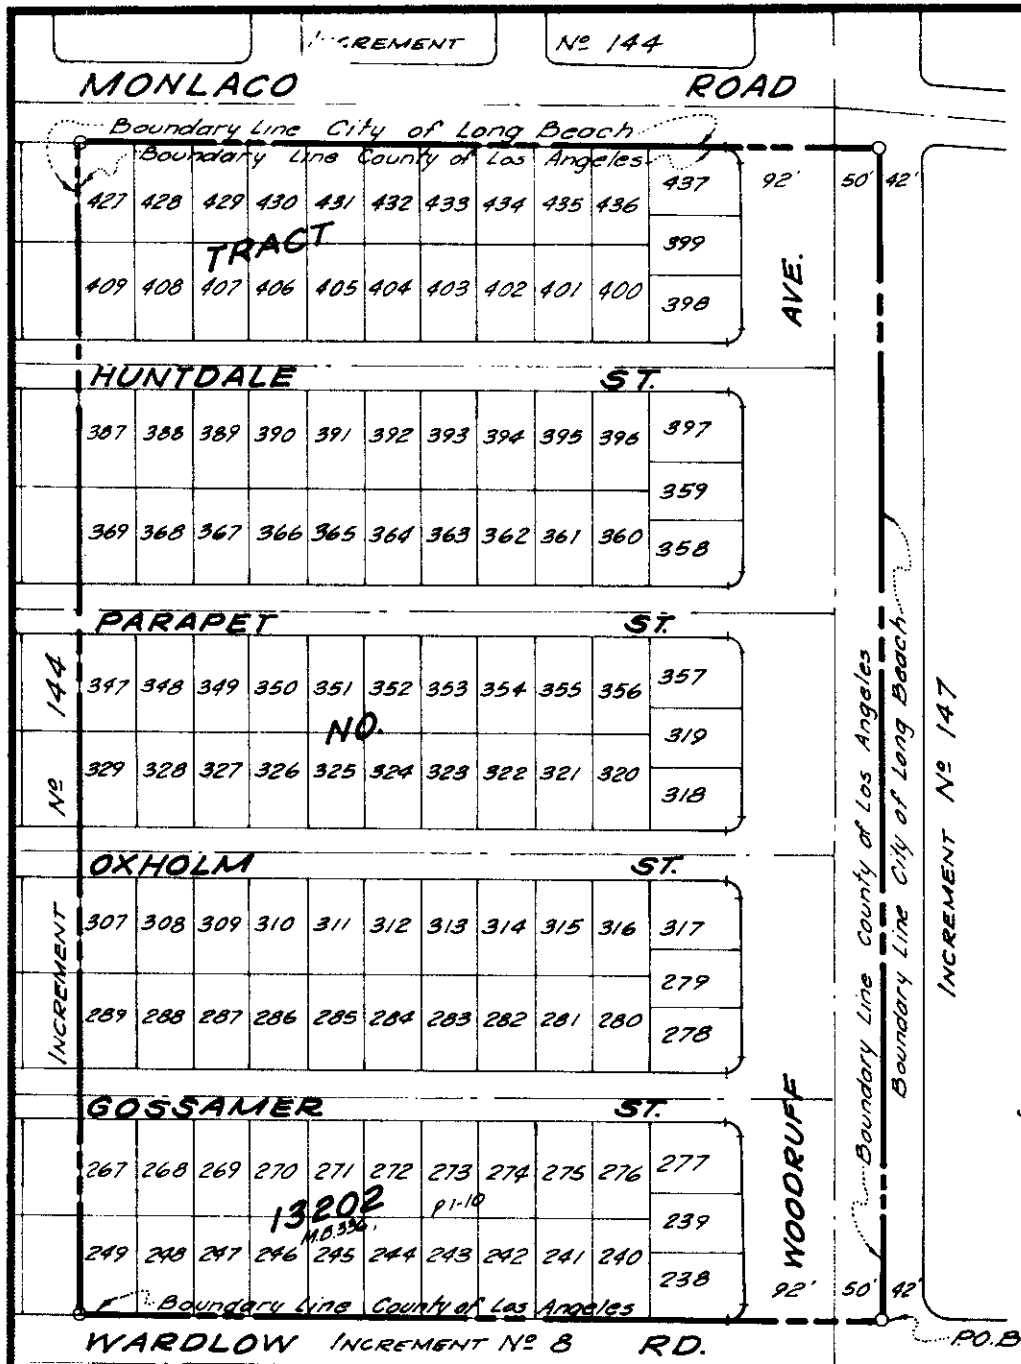 INCREMENT Nº 144
MONLACO ROAD
Boundary Line City of Long Beach
Boundary Line County of Los Angeles
437 92' 50' 42'
427 428 429 430 431 432 433 434 435 436
TRACT 399
409 408 407 406 405 404 403 402 401 400 398
AVE.
HUNTDALE ST.
387 388 389 390 391 392 393 394 395 396 397
359
369 368 367 366 365 364 363 362 361 360 358
PARAPET ST.
347 348 349 350 351 352 353 354 355 356 357
NO. 319
329 328 327 326 325 324 323 322 321 320 318
INCREMENT Nº 144
OXHOLM ST.
307 308 309 310 311 312 313 314 315 316 317
279
289 288 287 286 285 284 283 282 281 280 278
Boundary Line County of Los Angeles
Boundary Line City of Long Beach
INCREMENT Nº 147
GOSSAMER ST.
WOODRUFF
267 268 269 270 271 272 273 274 275 276 277
13202 P1-10
M.B. 336, 239
249 248 247 246 245 244 243 242 241 240
238 92' 50' 42'
Boundary Line County of Los Angeles
WARDLOW INCREMENT Nº 8 RD.
P.O.B